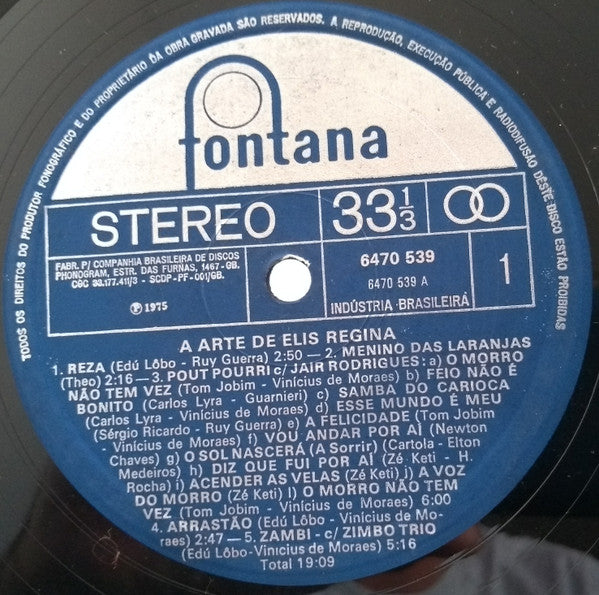 TODOS OS DIREITOS DO PRODUTOR FONOGRÁFICO E DO PROPRIETÁRIO DA OBRA GRAVADA SÃO RESERVADOS. A REPRODUÇÃO, EXECUÇÃO PÚBLICA E RADIODIFUSÃO DESTE DISCO ESTÃO PROIBIDAS
fontana
STEREO
33 1/3
FABR. P/ COMPANHIA BRASILEIRA DE DISCOS
PHONOGRAM, ESTR. DAS FURNAS, 1467-GB.
CGC 33.177.411/3 - SCDP-PF-001/GB.
℗ 1975
6470 539
6470 539 A
INDÚSTRIA BRASILEIRA
1
A ARTE DE ELIS REGINA
1. REZA (Edú Lôbo - Ruy Guerra) 2:50 — 2. MENINO DAS LARANJAS
(Theo) 2:16 — 3. POUT POURRI c/ JAIR RODRIGUES: a) O MORRO
NÃO TEM VEZ (Tom Jobim - Vinícius de Moraes) b) FEIO NÃO É
BONITO (Carlos Lyra - Guarnieri) c) SAMBA DO CARIOCA
(Carlos Lyra - Vinícius de Moraes) d) ESSE MUNDO É MEU
(Sérgio Ricardo - Ruy Guerra) e) A FELICIDADE (Tom Jobim
- Vinícius de Moraes) f) VOU ANDAR POR AÍ (Newton
Chaves) g) O SOL NASCERÁ (A Sorrir) (Cartola - Elton
Medeiros) h) DIZ QUE FUI POR AÍ (Zé Keti - H.
Rocha) i) ACENDER AS VELAS (Zé Keti) j) A VOZ
DO MORRO (Zé Keti) l) O MORRO NÃO TEM
VEZ (Tom Jobim - Vinícius de Moraes) 6:00
4. ARRASTÃO (Edú Lôbo - Vinícius de Mo-
raes) 2:47 — 5. ZAMBI - c/ ZIMBO TRIO
(Edú Lôbo-Vinícius de Moraes) 5:16
Total 19:09